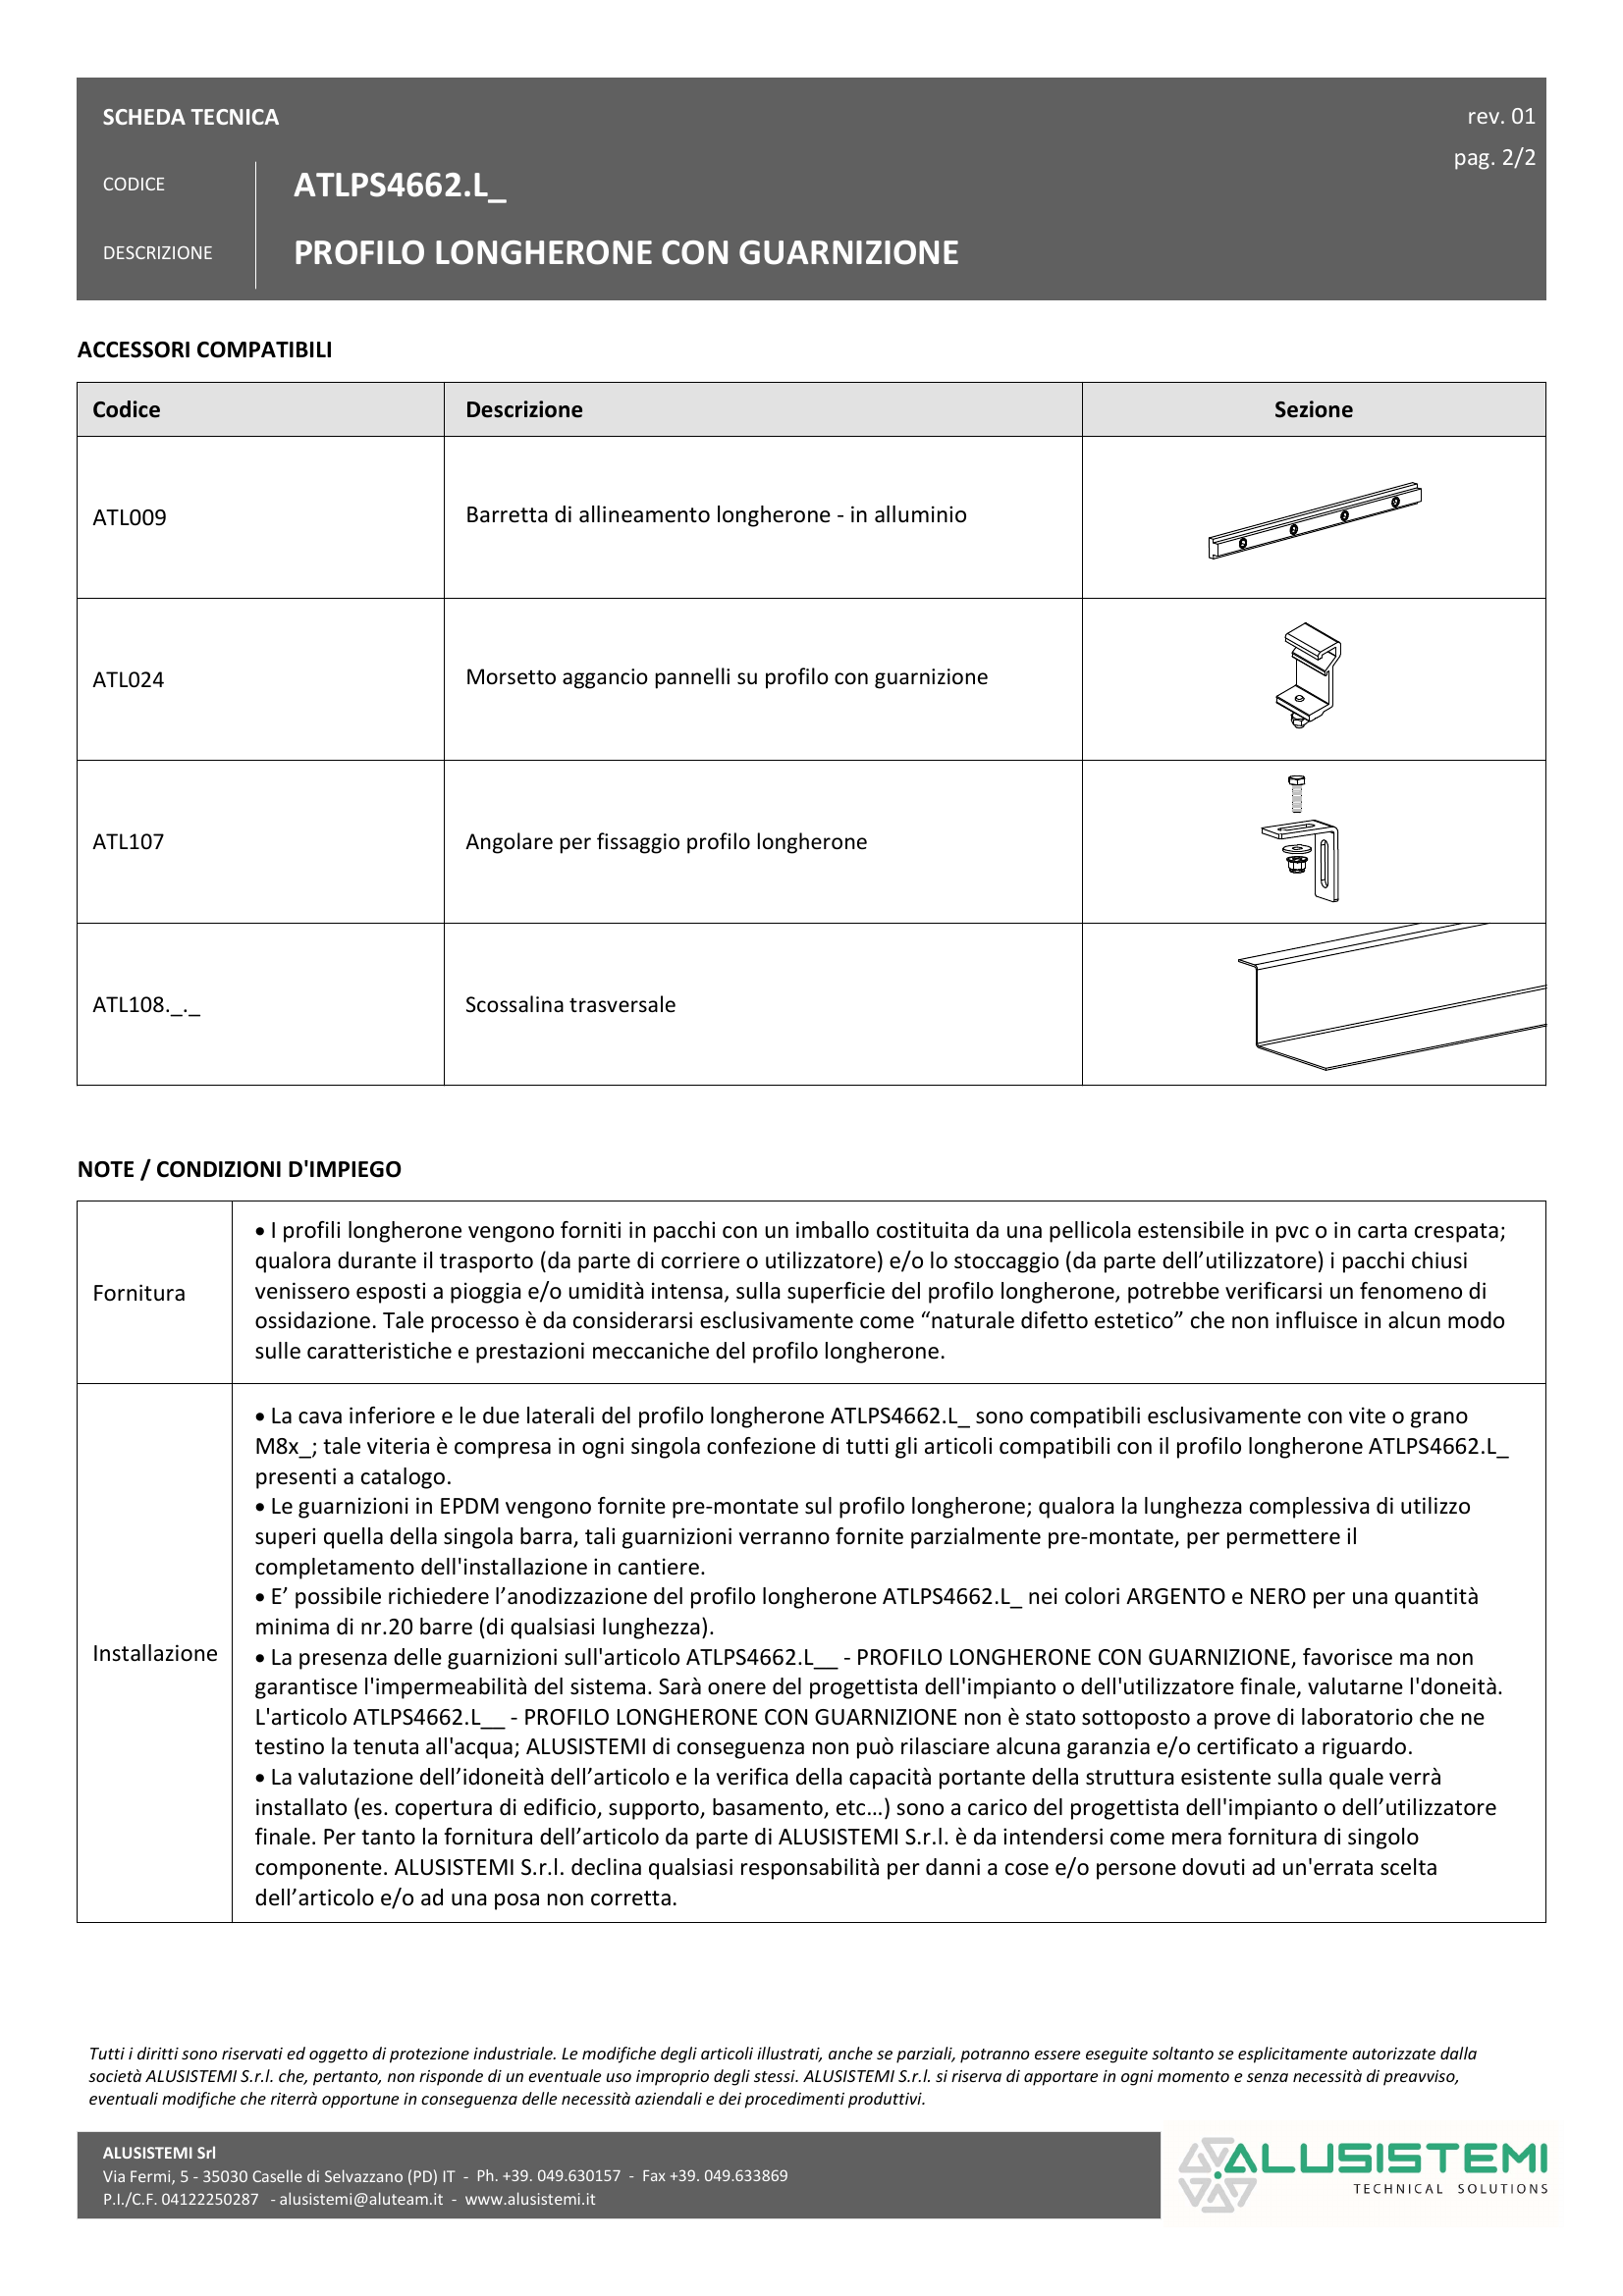 SCHEDA TECNICA
rev. 01
pag. 2/2
CODICE
ATLPS4662.L_
DESCRIZIONE
PROFILO LONGHERONE CON GUARNIZIONE
ACCESSORI COMPATIBILI
Codice Descrizione Sezione
ATL009 Barretta di allineamento longherone - in alluminio
ATL024 Morsetto aggancio pannelli su profilo con guarnizione
ATL107 Angolare per fissaggio profilo longherone
ATL108._._ Scossalina trasversale
NOTE / CONDIZIONI D'IMPIEGO
Fornitura
• I profili longherone vengono forniti in pacchi con un imballo costituita da una pellicola estensibile in pvc o in carta crespata;
qualora durante il trasporto (da parte di corriere o utilizzatore) e/o lo stoccaggio (da parte dell’utilizzatore) i pacchi chiusi
venissero esposti a pioggia e/o umidità intensa, sulla superficie del profilo longherone, potrebbe verificarsi un fenomeno di
ossidazione. Tale processo è da considerarsi esclusivamente come “naturale difetto estetico” che non influisce in alcun modo
sulle caratteristiche e prestazioni meccaniche del profilo longherone.
Installazione
• La cava inferiore e le due laterali del profilo longherone ATLPS4662.L_ sono compatibili esclusivamente con vite o grano
M8x_; tale viteria è compresa in ogni singola confezione di tutti gli articoli compatibili con il profilo longherone ATLPS4662.L_
presenti a catalogo.
• Le guarnizioni in EPDM vengono fornite pre-montate sul profilo longherone; qualora la lunghezza complessiva di utilizzo
superi quella della singola barra, tali guarnizioni verranno fornite parzialmente pre-montate, per permettere il
completamento dell'installazione in cantiere.
• E’ possibile richiedere l’anodizzazione del profilo longherone ATLPS4662.L_ nei colori ARGENTO e NERO per una quantità
minima di nr.20 barre (di qualsiasi lunghezza).
• La presenza delle guarnizioni sull'articolo ATLPS4662.L__ - PROFILO LONGHERONE CON GUARNIZIONE, favorisce ma non
garantisce l'impermeabilità del sistema. Sarà onere del progettista dell'impianto o dell'utilizzatore finale, valutarne l'doneità.
L'articolo ATLPS4662.L__ - PROFILO LONGHERONE CON GUARNIZIONE non è stato sottoposto a prove di laboratorio che ne
testino la tenuta all'acqua; ALUSISTEMI di conseguenza non può rilasciare alcuna garanzia e/o certificato a riguardo.
• La valutazione dell’idoneità dell’articolo e la verifica della capacità portante della struttura esistente sulla quale verrà
installato (es. copertura di edificio, supporto, basamento, etc…) sono a carico del progettista dell'impianto o dell’utilizzatore
finale. Per tanto la fornitura dell’articolo da parte di ALUSISTEMI S.r.l. è da intendersi come mera fornitura di singolo
componente. ALUSISTEMI S.r.l. declina qualsiasi responsabilità per danni a cose e/o persone dovuti ad un'errata scelta
dell’articolo e/o ad una posa non corretta.
Tutti i diritti sono riservati ed oggetto di protezione industriale. Le modifiche degli articoli illustrati, anche se parziali, potranno essere eseguite soltanto se esplicitamente autorizzate dalla
società ALUSISTEMI S.r.l. che, pertanto, non risponde di un eventuale uso improprio degli stessi. ALUSISTEMI S.r.l. si riserva di apportare in ogni momento e senza necessità di preavviso,
eventuali modifiche che riterrà opportune in conseguenza delle necessità aziendali e dei procedimenti produttivi.
ALUSISTEMI Srl
Via Fermi, 5 - 35030 Caselle di Selvazzano (PD) IT - Ph. +39. 049.630157 - Fax +39. 049.633869
P.I./C.F. 04122250287 - alusistemi@aluteam.it - www.alusistemi.it
ALUSISTEMI
TECHNICAL SOLUTIONS